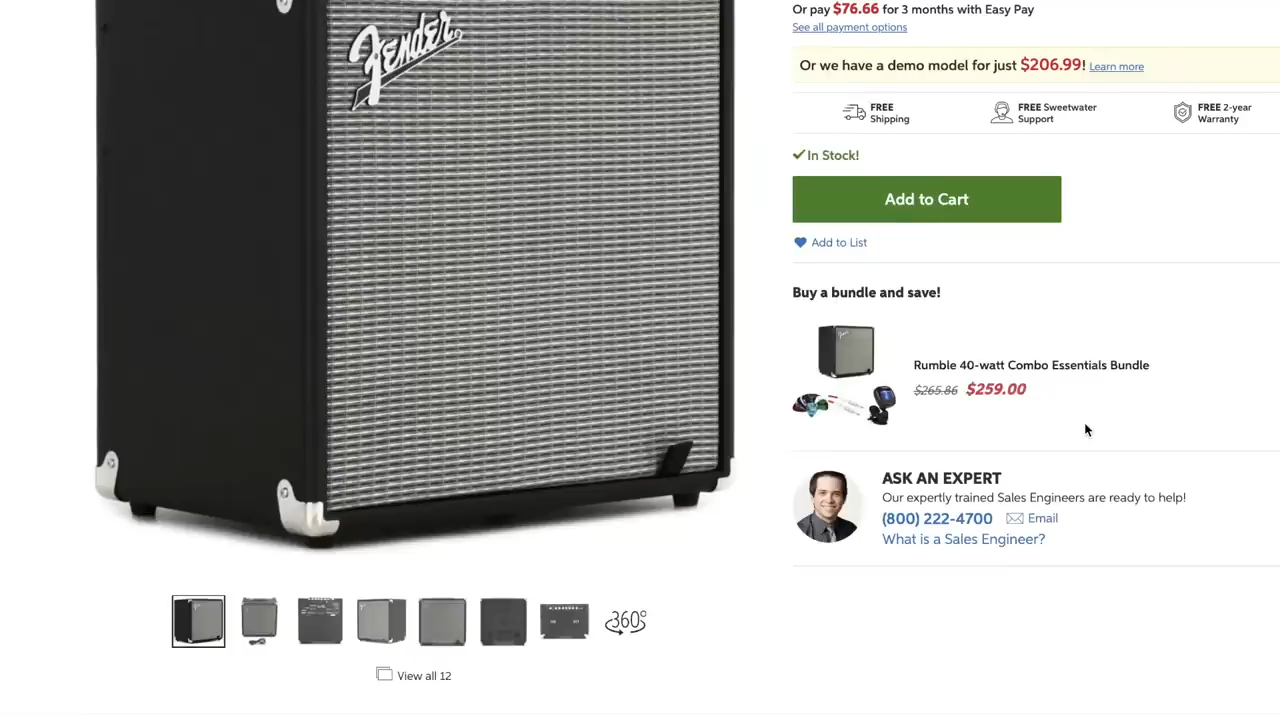 Or pay $76.66 for 3 months with Easy Pay
See all payment options
Or we have a demo model for just $206.99! Learn more
FREE Shipping
FREE Sweetwater Support
FREE 2-year Warranty
In Stock!
Add to Cart
Add to List
Buy a bundle and save!
Rumble 40-watt Combo Essentials Bundle
$265.86 $259.00
ASK AN EXPERT
Our expertly trained Sales Engineers are ready to help!
(800) 222-4700 Email
What is a Sales Engineer?
Fender
360°
View all 12